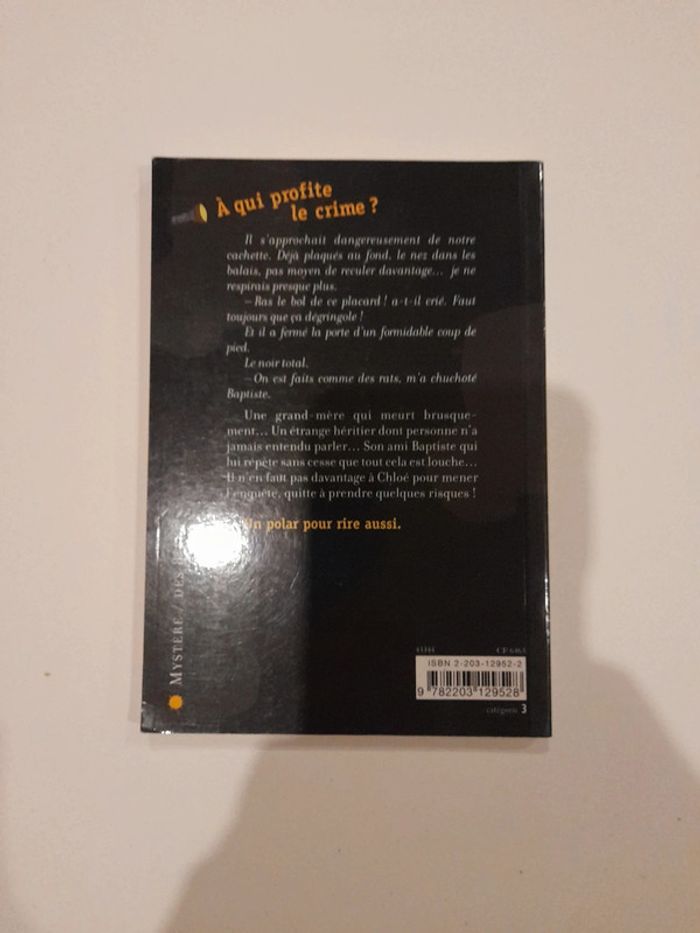 À qui profite
le crime ?
Il s'approchait dangereusement de notre
cachette. Déjà plaqués au fond, le nez dans les
balais, pas moyen de reculer davantage... je ne
respirais presque plus.
– Ras le bol de ce placard ! a-t-il crié. Faut
toujours que ça dégringole !
Et il a fermé la porte d'un formidable coup de
pied.
Le noir total.
– On est faits comme des rats, m'a chuchoté
Baptiste.
Une grand-mère qui meurt brusque-
ment... Un étrange héritier dont personne n'a
jamais entendu parler... Son ami Baptiste qui
lui répète sans cesse que tout cela est louche...
Il n'en faut pas davantage à Chloé pour mener
l'enquête, quitte à prendre quelques risques !
Un polar pour rire aussi.
MYSTÈRE
ISBN 2-203-12952-2
9 782203 129528
catégorie 3